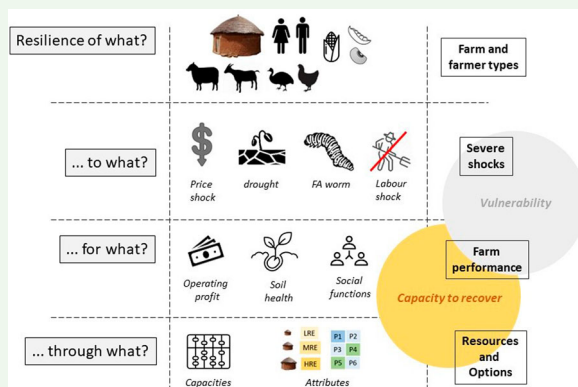 Resilience of what?
Farm and
farmer types
... to what?
Price
shock
drought
FA worm
Labour
shock
Severe
shocks
Vulnerability
... for what?
Operating
profit
Soil
health
Social
functions
Farm
performance
Capacity to recover
... through what?
Capacities
LRE
MRE
HRE
P1 P2
P3 P4
P5 P6
Attributes
Resources
and
Options